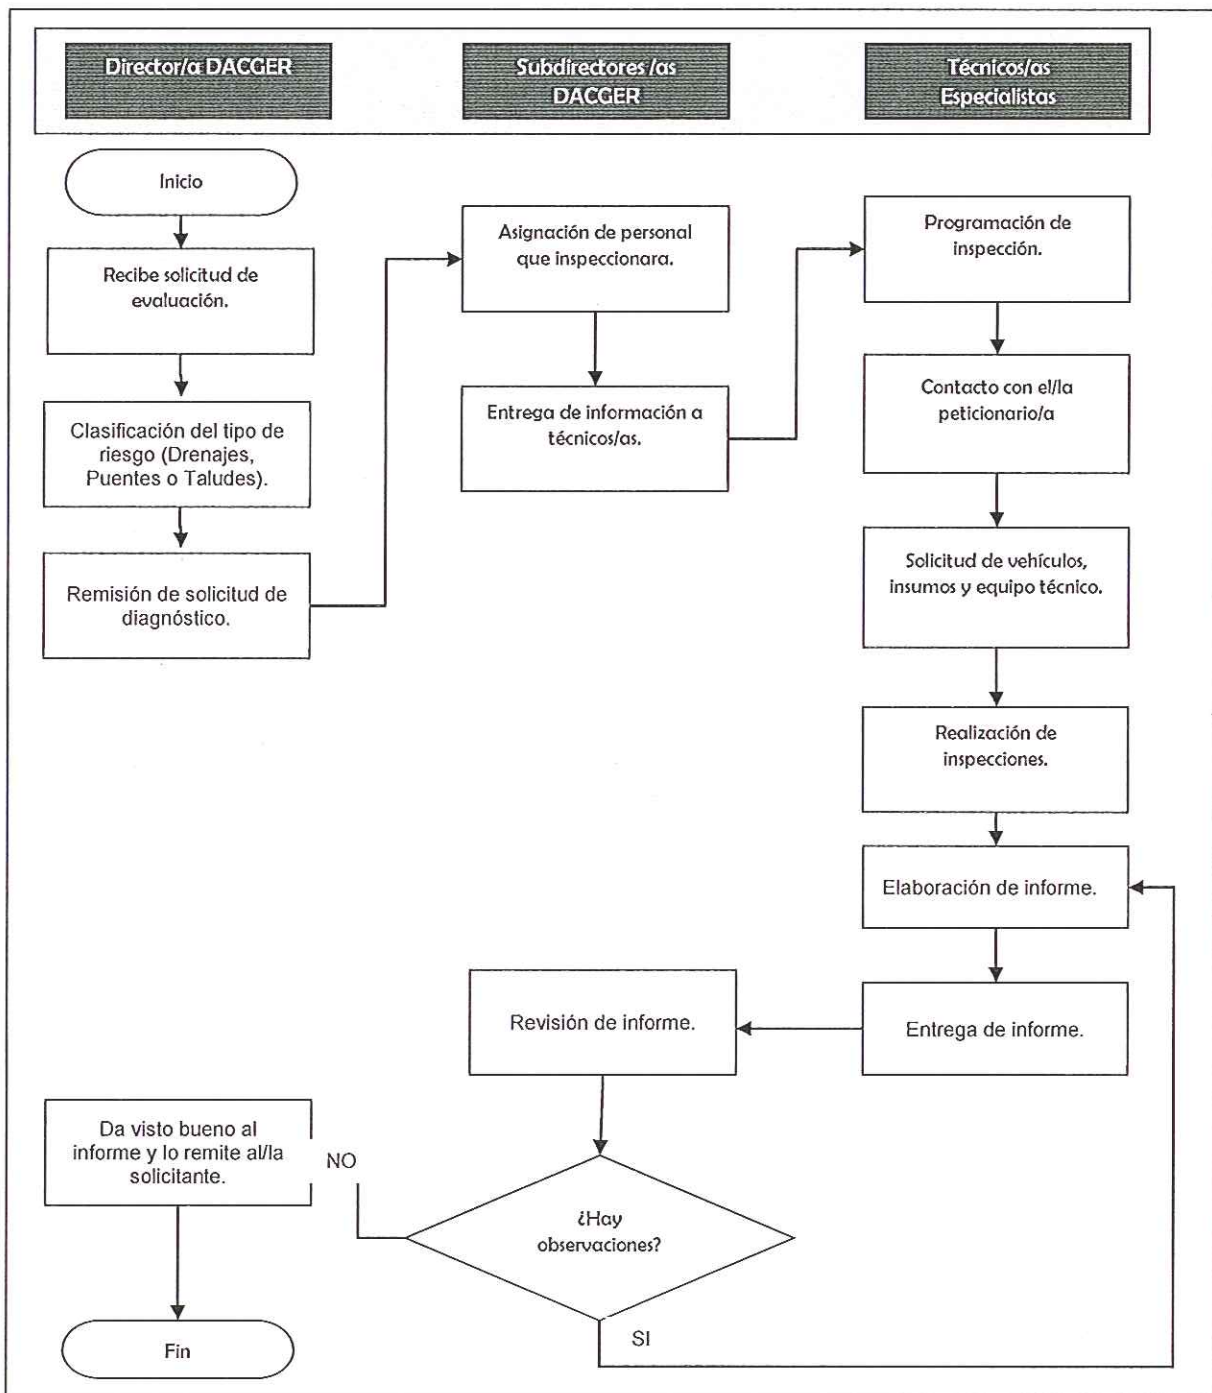 Director/a DACGER
Subdirectores/as
DACGER
Técnicos/as
Especialistas
Inicio
Recibe solicitud de
evaluación.
Clasificación del tipo de
riesgo (Drenajes,
Puentes o Taludes).
Remisión de solicitud de
diagnóstico.
Asignación de personal
que inspeccionara.
Entrega de información a
técnicos/as.
Programación de
inspección.
Contacto con el/la
peticionario/a
Solicitud de vehículos,
insumos y equipo técnico.
Realización de
inspecciones.
Elaboración de informe.
Entrega de informe.
Revisión de informe.
¿Hay
observaciones?
NO
SI
Da visto bueno al
informe y lo remite al/la
solicitante.
Fin